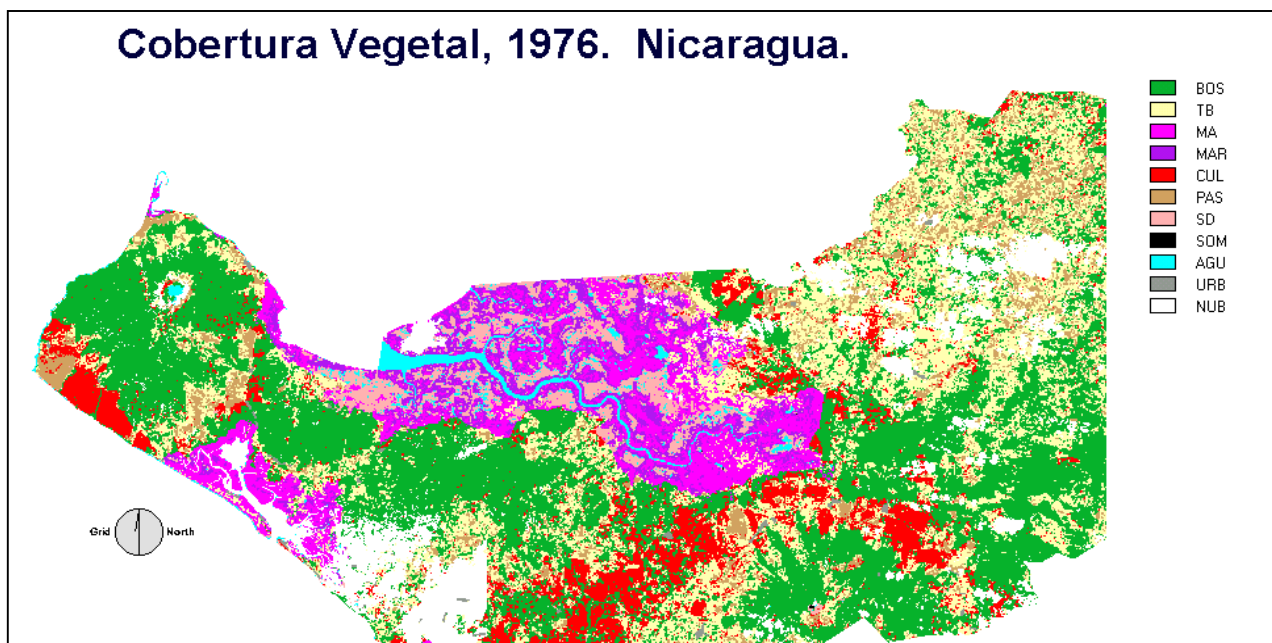 Cobertura Vegetal, 1976. Nicaragua.
BOS
TB
MA
MAR
CUL
PAS
SD
SOM
AGU
URB
NUB
Grid North